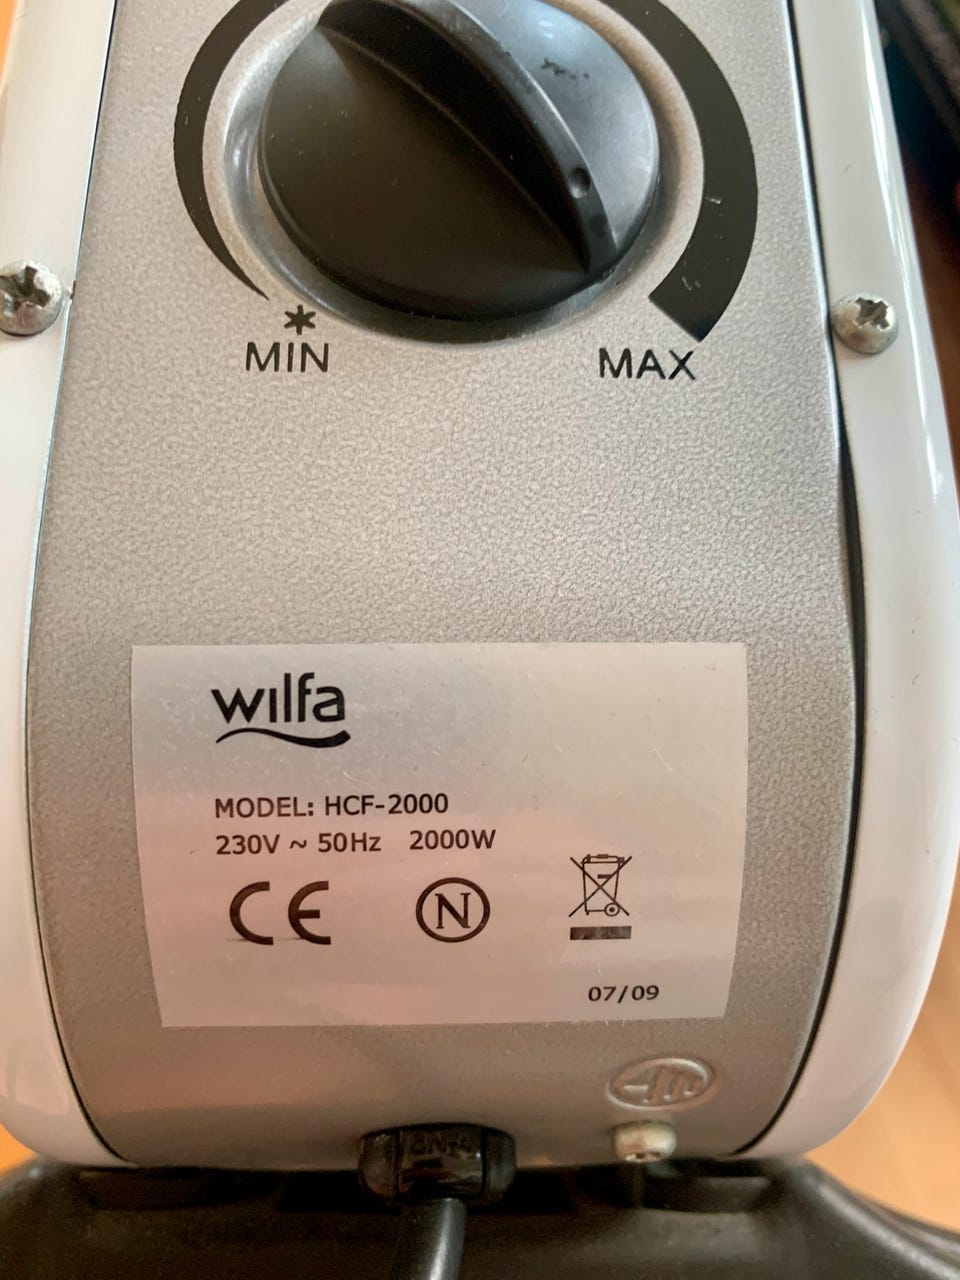 MIN
MAX
wilfa
MODEL: HCF-2000
230V ~ 50Hz 2000W
CE
N
07/09